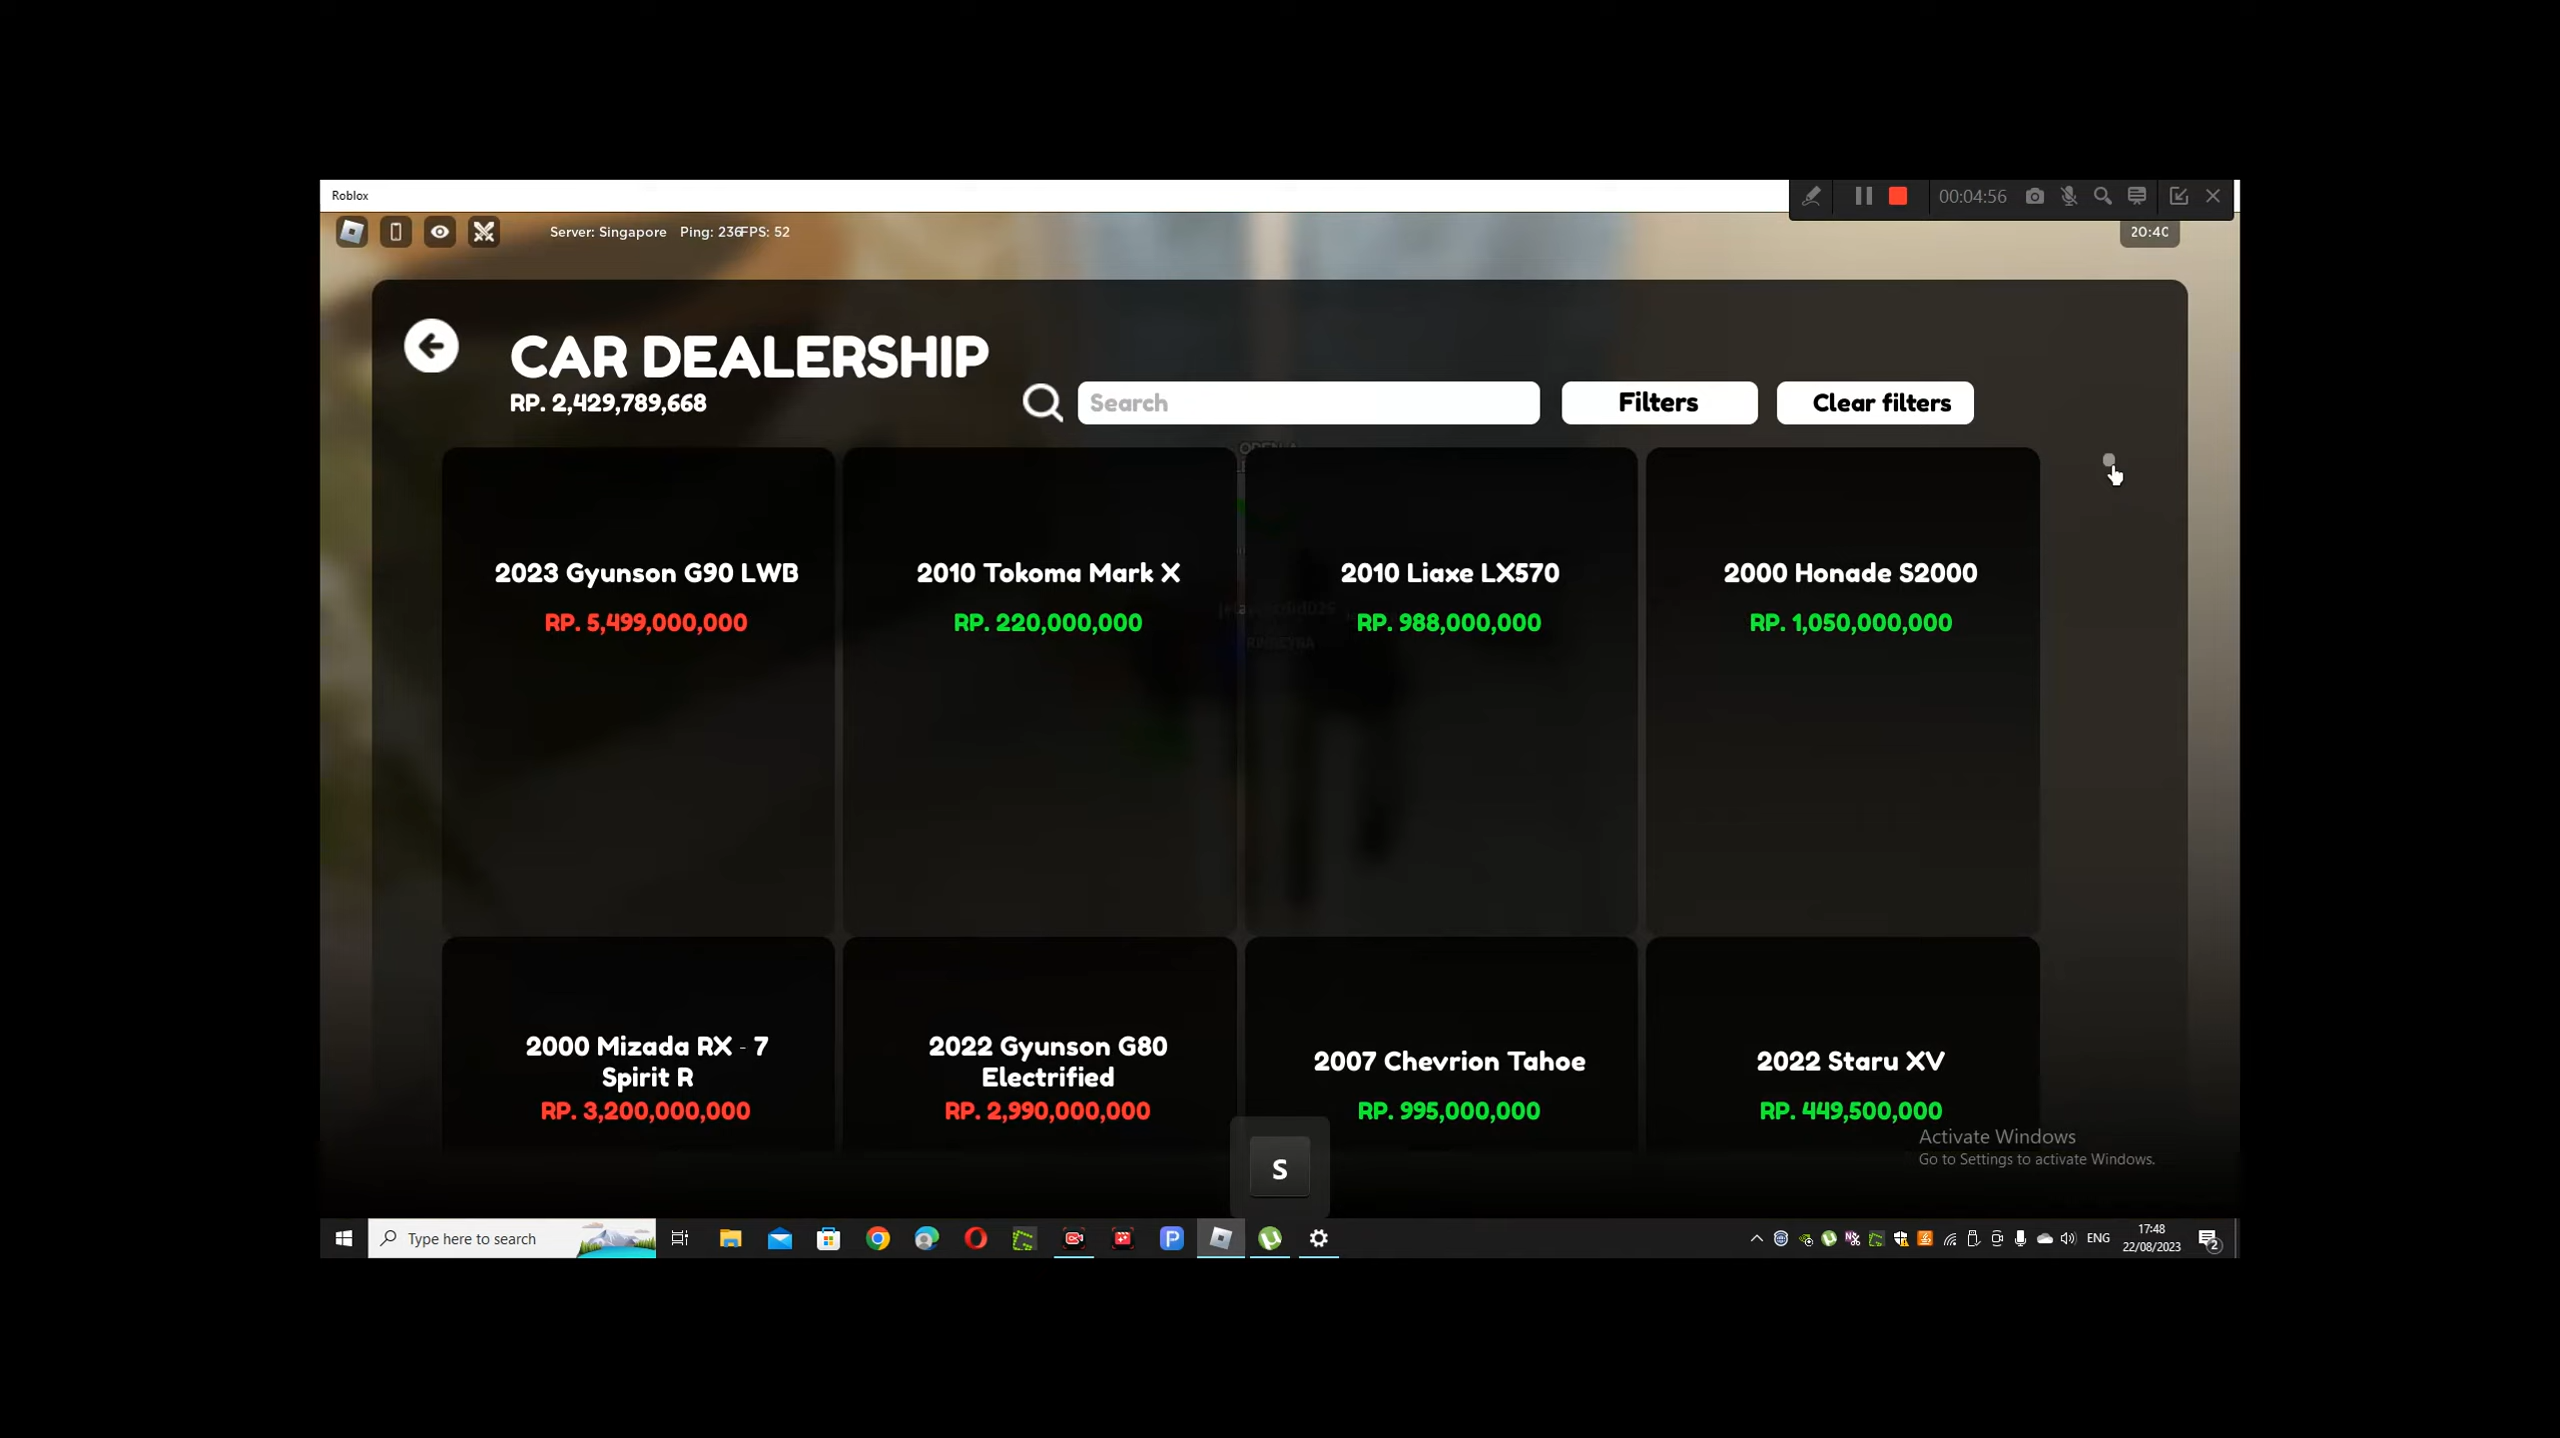 Roblox
00:04:56
Server: Singapore Ping: 236FPS: 52
20:40
CAR DEALERSHIP
RP. 2,429,789,668
Search
Filters
Clear filters
2023 Gyunson G90 LWB
RP. 5,499,000,000
2010 Tokoma Mark X
RP. 220,000,000
2010 Liaxe LX570
RP. 988,000,000
2000 Honade S2000
RP. 1,050,000,000
2000 Mizada RX - 7
Spirit R
RP. 3,200,000,000
2022 Gyunson G80
Electrified
RP. 2,990,000,000
2007 Chevrion Tahoe
RP. 995,000,000
2022 Staru XV
RP. 449,500,000
Activate Windows
Go to Settings to activate Windows.
S
Type here to search
P
ENG
17:48
22/08/2023
2